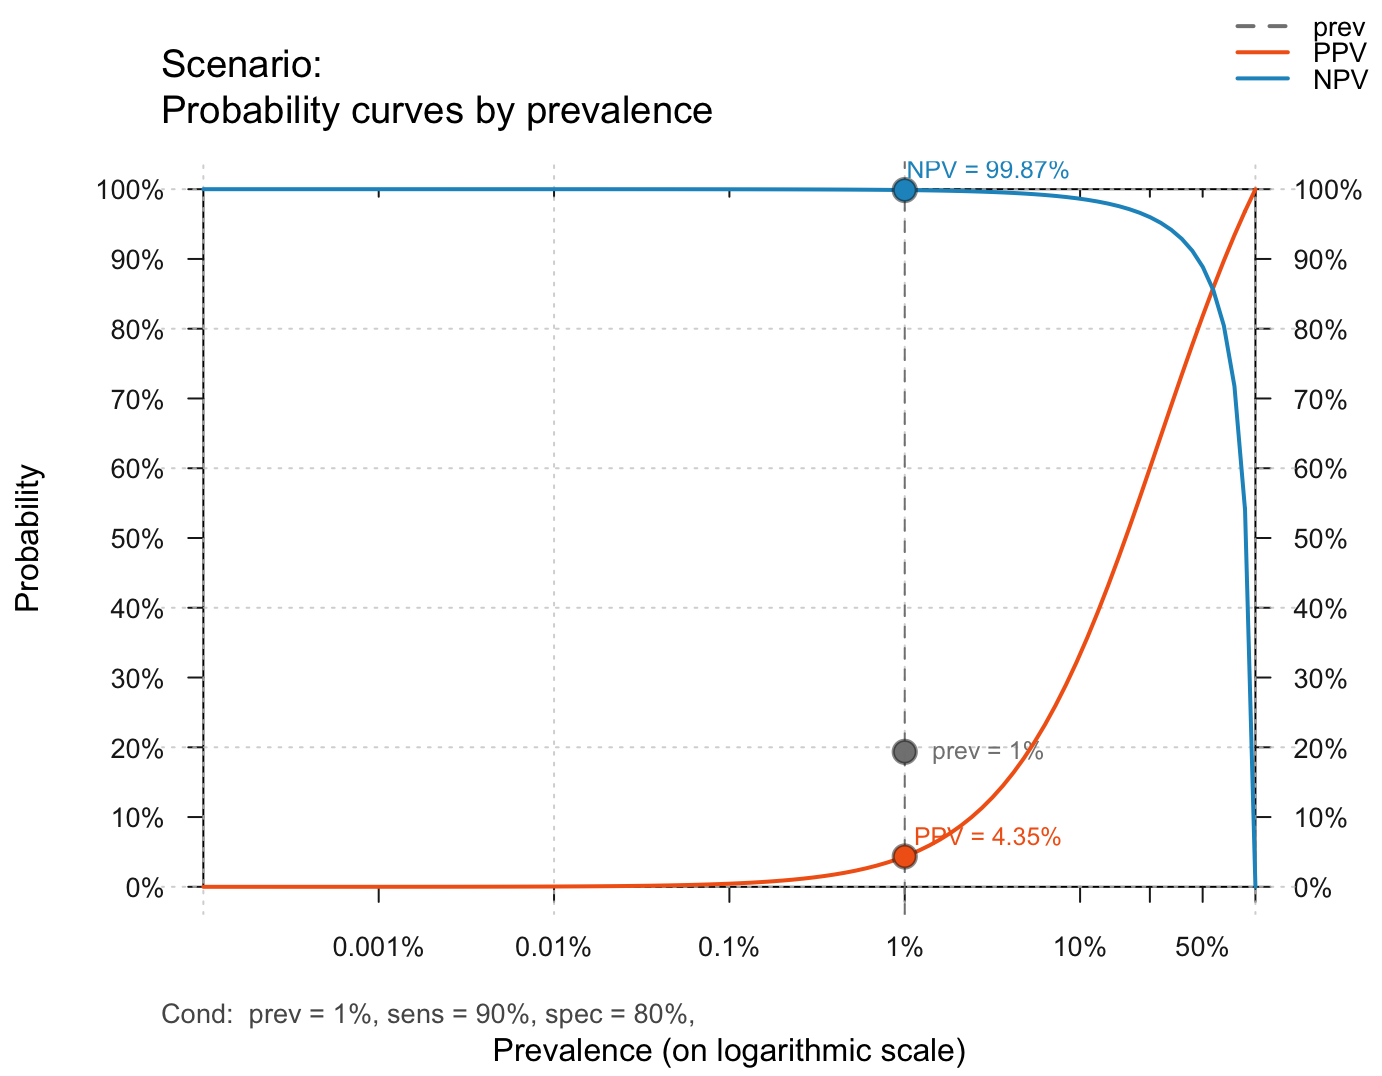 prev
PPV
NPV
Scenario:
Probability curves by prevalence
NPV = 99.87%
100%
90%
80%
70%
60%
50%
40%
30%
20%
10%
0%
100%
90%
80%
70%
60%
50%
40%
30%
20%
10%
0%
Probability
prev = 1%
PPV = 4.35%
0.001% 0.01% 0.1% 1% 10% 50%
Cond:  prev = 1%, sens = 90%, spec = 80%,
Prevalence (on logarithmic scale)